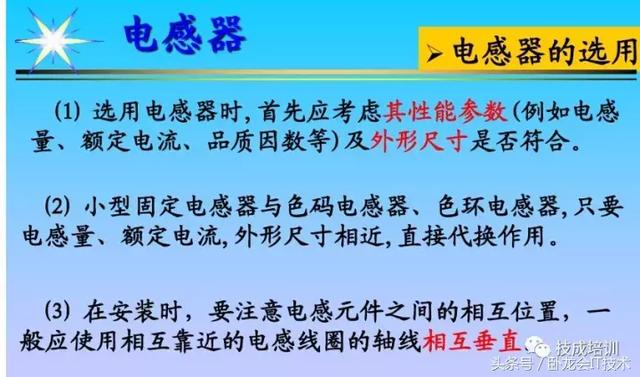 电感器
➢电感器的选用
(1) 选用电感器时,首先应考虑其性能参数(例如电感
量、额定电流、品质因数等)及外形尺寸是否符合。
(2) 小型固定电感器与色码电感器、色环电感器,只要
电感量、额定电流,外形尺寸相近,直接代换作用。
(3) 在安装时，要注意电感元件之间的相互位置，一
般应使用相互靠近的电感线圈的轴线相互垂直
技成培训
头条号/卧龙会IT技术